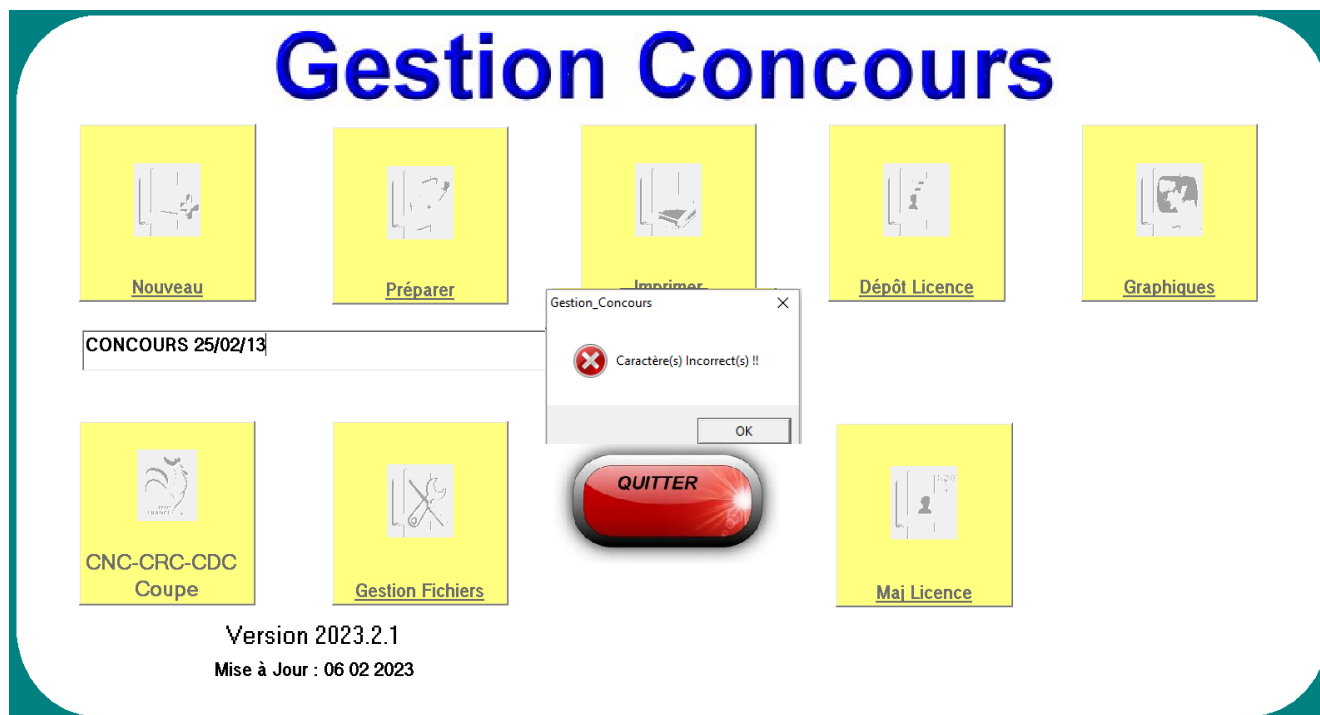 Gestion Concours
Nouveau
Préparer
Imprimer
Dépôt Licence
Graphiques
Gestion_Concours
CONCOURS 25/02/13
Caractère(s) Incorrect(s) !!
OK
QUITTER
CNC-CRC-CDC
Coupe
Gestion Fichiers
Maj Licence
Version 2023.2.1
Mise à Jour : 06 02 2023